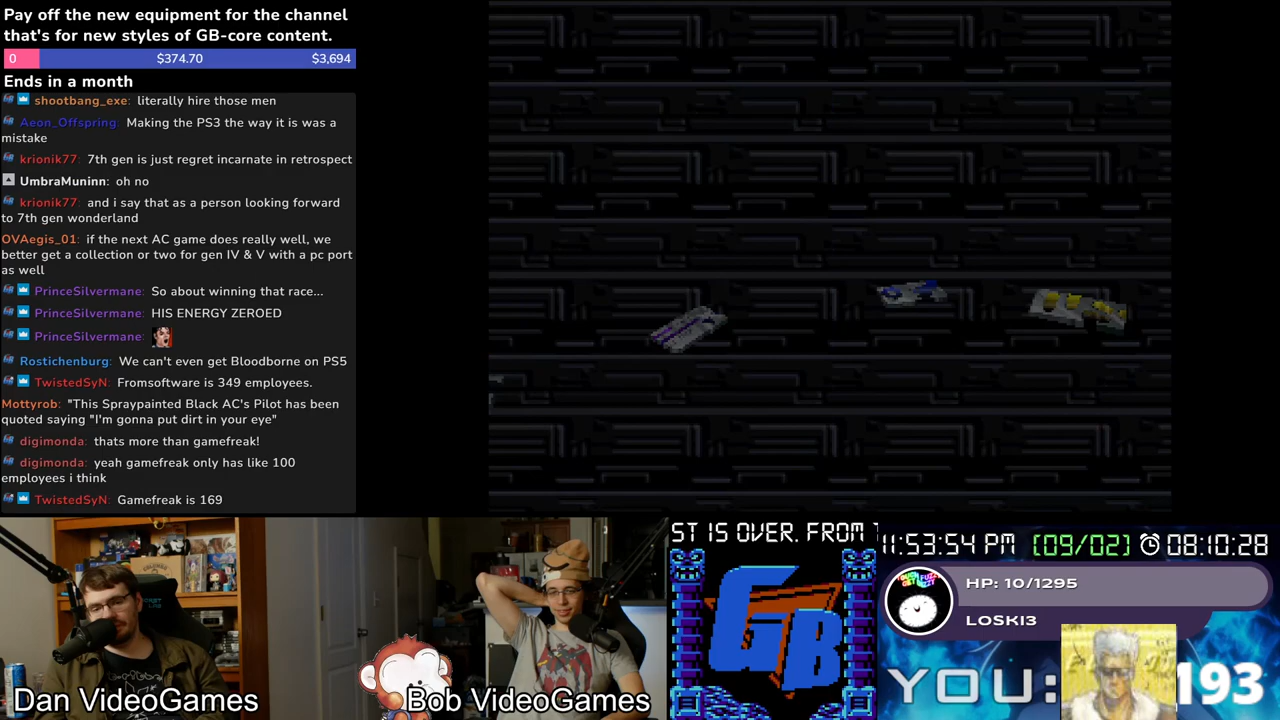 Pay off the new equipment for the channel
that's for new styles of GB-core content.
0 $374.70 $3,694
Ends in a month
shootbang_exe: literally hire those men
Aeon_Offspring: Making the PS3 the way it is was a
mistake
krionik77: 7th gen is just regret incarnate in retrospect
UmbraMuninn: oh no
krionik77: and i say that as a person looking forward
to 7th gen wonderland
OVAegis_01: if the next AC game does really well, we
better get a collection or two for gen IV & V with a pc port
as well
PrinceSilvermane: So about winning that race...
PrinceSilvermane: HIS ENERGY ZEROED
PrinceSilvermane:
Rostichenburg: We can't even get Bloodborne on PS5
TwistedSyN: Fromsoftware is 349 employees.
Mottyrob: "This Spraypainted Black AC's Pilot has been
quoted saying "I'm gonna put dirt in your eye"
digimonda: thats more than gamefreak!
digimonda: yeah gamefreak only has like 100
employees i think
TwistedSyN: Gamefreak is 169
ST IS OVER. FROM
11:53:54 PM [09/02] 08:10:28
HP: 10/1295
LOSKI3
GB
YOU: 193
Dan VideoGames
Bob VideoGames